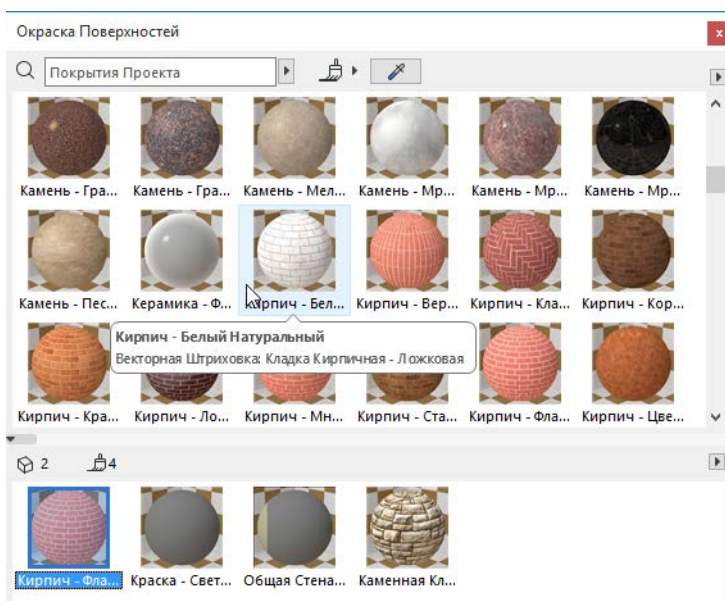 Окраска Поверхностей
x
Покрытия Проекта
Камень - Гра... Камень - Гра... Камень - Мел... Камень - Мр... Камень - Мр... Камень - Мр...
Камень - Пес... Керамика - Ф... Кирпич - Бел... Кирпич - Вер... Кирпич - Кла... Кирпич - Кор...
Кирпич - Белый Натуральный
Векторная Штриховка: Кладка Кирпичная - Ложковая
Кирпич - Кра... Кирпич - Ло... Кирпич - Мн... Кирпич - Ста... Кирпич - Фла... Кирпич - Цве...
2 4
Кирпич - Фла... Краска - Свет... Общая Стена... Каменная Кл...